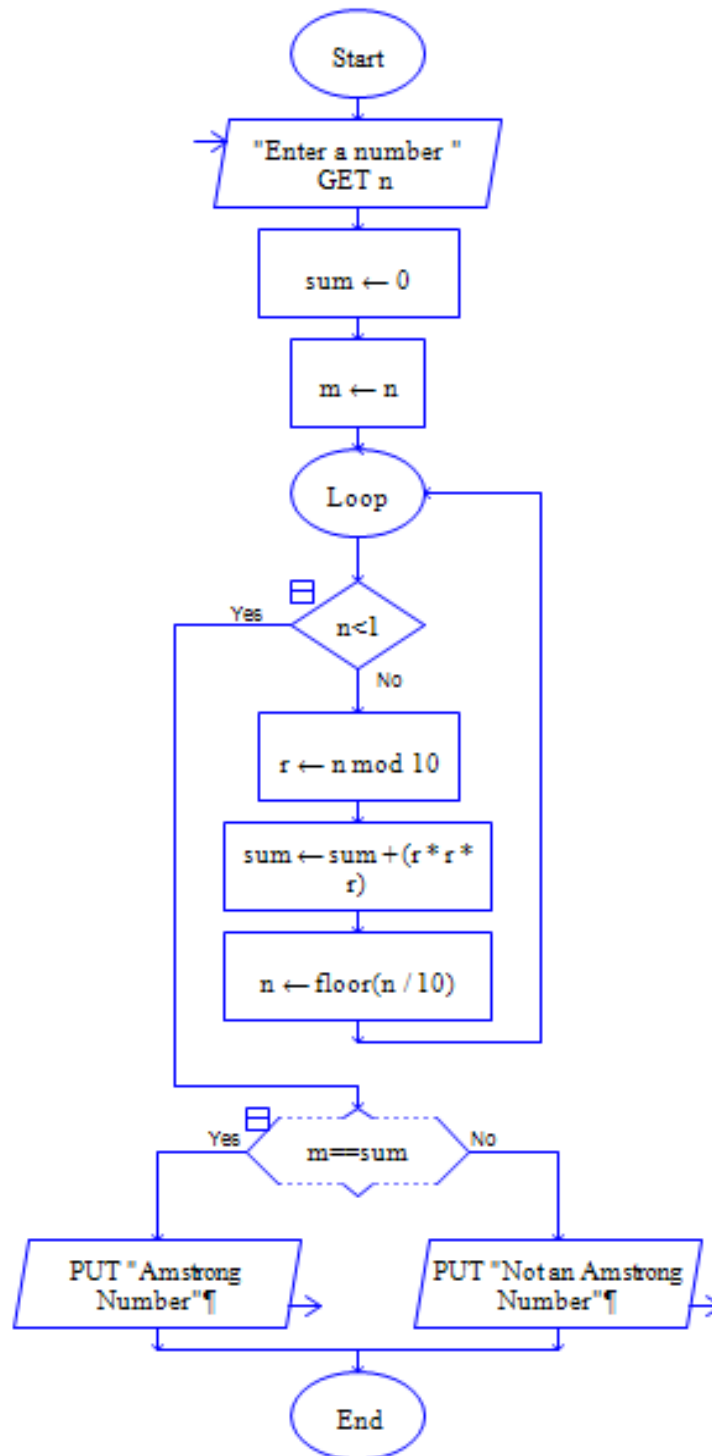 Start
"Enter a number "
GET n
sum ← 0
m ← n
Loop
Yes
n<1
No
r ← n mod 10
sum ← sum + (r * r *
r)
n ← floor(n / 10)
Yes
m==sum
No
PUT "Amstrong
Number"¶
PUT "Not an Amstrong
Number"¶
End